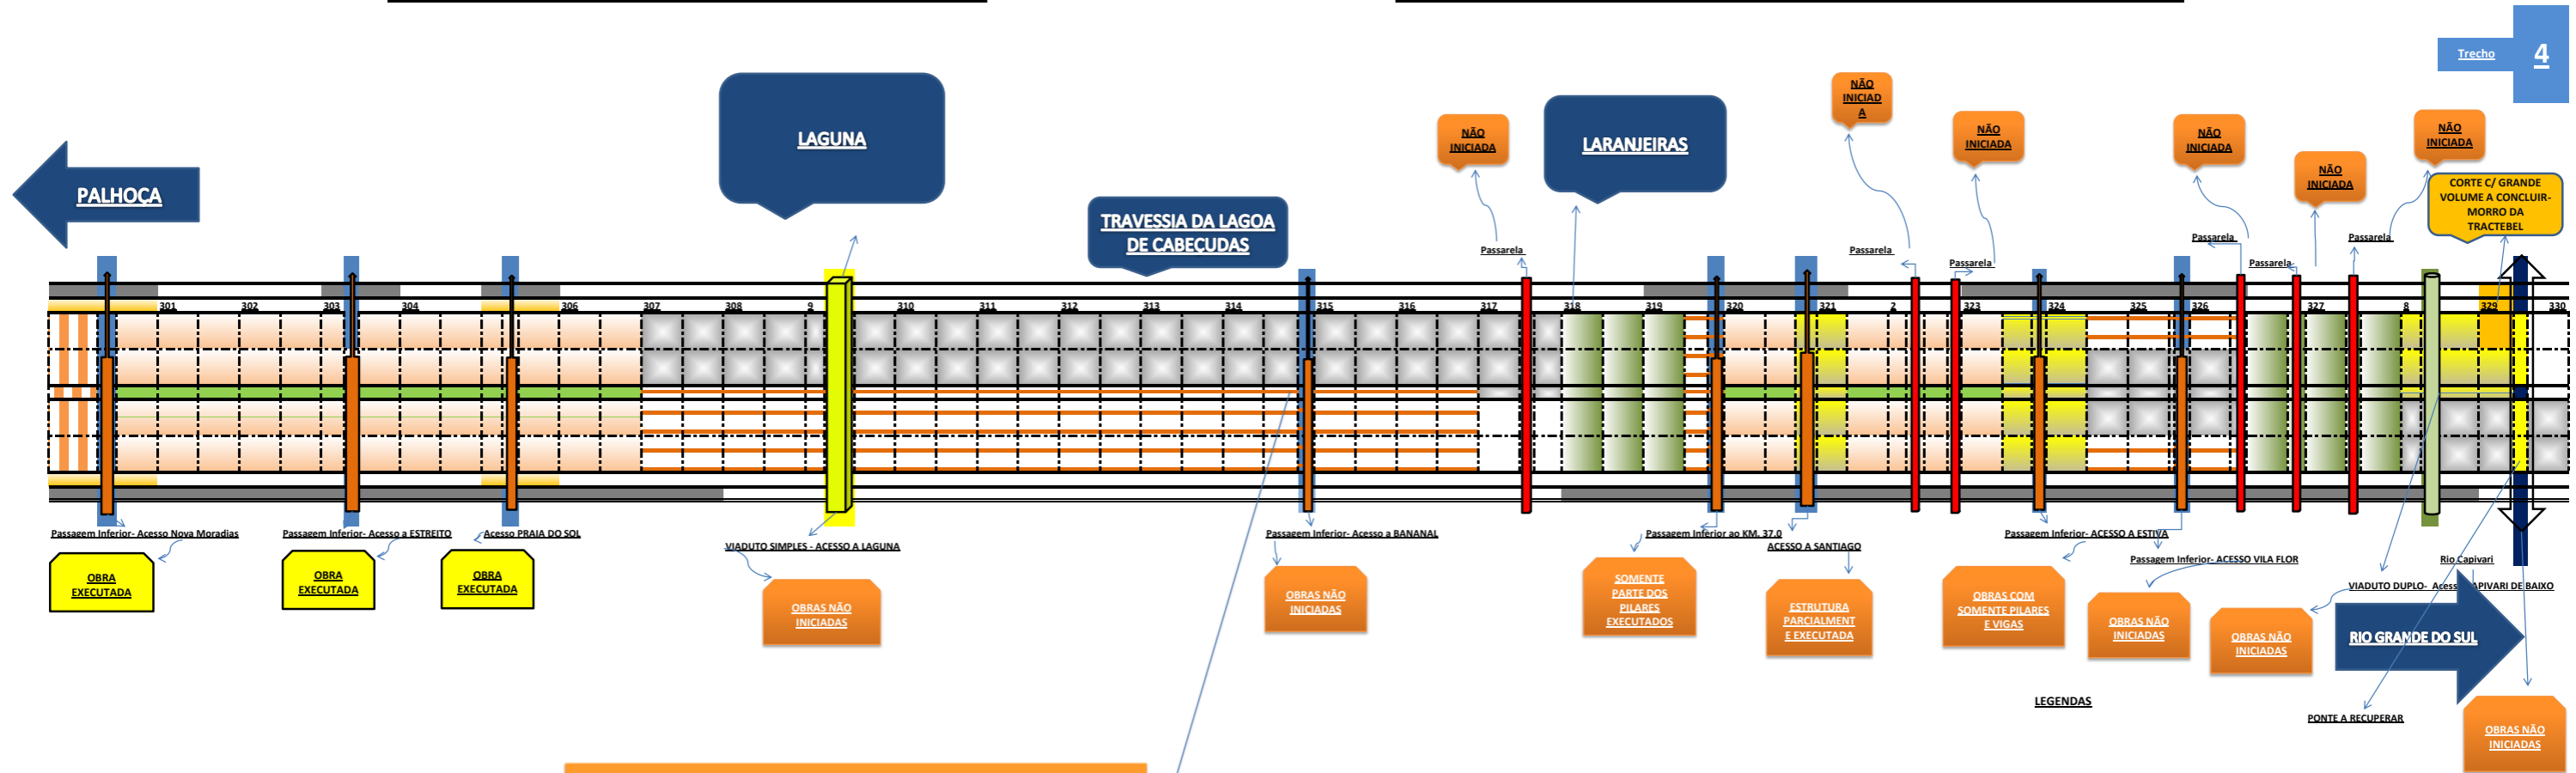 Trecho
4
PALHOÇA
LAGUNA
TRAVESSIA DA LAGOA
DE CABEÇUDAS
NÃO
INICIADA
LARANJEIRAS
NÃO
INICIAD
A
NÃO
INICIADA
NÃO
INICIADA
NÃO
INICIADA
NÃO
INICIADA
CORTE C/ GRANDE
VOLUME A CONCLUIR-
MORRO DA
TRACTEBEL
Passarela
Passarela
Passarela
Passarela
Passarela
Passarela
301 302 303 304 306 307 308 9 310 311 312 313 314 315 316 317 318 319 320 321 2 323 324 325 326 327 8 329 330
Passagem Inferior- Acesso Nova Moradias
Passagem Inferior- Acesso a ESTREITO
Acesso PRAIA DO SOL
VIADUTO SIMPLES - ACESSO A LAGUNA
Passagem Inferior- Acesso a BANANAL
Passagem Inferior ao KM. 37.0
ACESSO A SANTIAGO
Passagem Inferior- ACESSO A ESTIVA
Passagem Inferior- ACESSO VILA FLOR
Rio Capivari
VIADUTO DUPLO- Acesso CAPIVARI DE BAIXO
OBRA
EXECUTADA
OBRA
EXECUTADA
OBRA
EXECUTADA
OBRAS NÃO
INICIADAS
OBRAS NÃO
INICIADAS
SOMENTE
PARTE DOS
PILARES
EXECUTADOS
ESTRUTURA
PARCIALMENT
E EXECUTADA
OBRAS COM
SOMENTE PILARES
E VIGAS
OBRAS NÃO
INICIADAS
OBRAS NÃO
INICIADAS
RIO GRANDE DO SUL
LEGENDAS
PONTE A RECUPERAR
OBRAS NÃO
INICIADAS